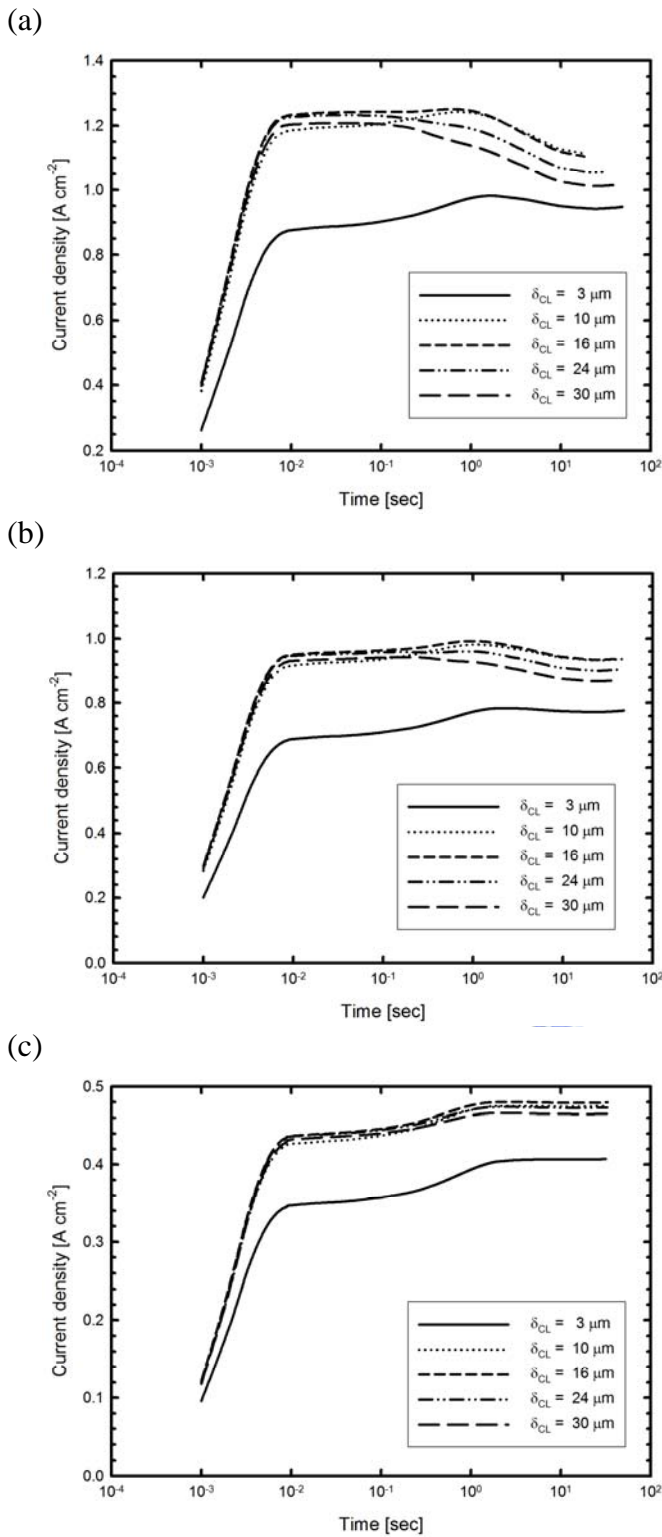 (a)
1.4
1.2
1.0
0.8
0.6
0.4
0.2
Current density [A cm⁻²]
δCL = 3 μm
δCL = 10 μm
δCL = 16 μm
δCL = 24 μm
δCL = 30 μm
10⁻⁴ 10⁻³ 10⁻² 10⁻¹ 10⁰ 10¹ 10²
Time [sec]
(b)
1.2
1.0
0.8
0.6
0.4
0.2
0.0
Current density [A cm⁻²]
δCL = 3 μm
δCL = 10 μm
δCL = 16 μm
δCL = 24 μm
δCL = 30 μm
10⁻⁴ 10⁻³ 10⁻² 10⁻¹ 10⁰ 10¹ 10²
Time [sec]
(c)
0.5
0.4
0.3
0.2
0.1
0.0
Current density [A cm⁻²]
δCL = 3 μm
δCL = 10 μm
δCL = 16 μm
δCL = 24 μm
δCL = 30 μm
10⁻⁴ 10⁻³ 10⁻² 10⁻¹ 10⁰ 10¹ 10²
Time [sec]